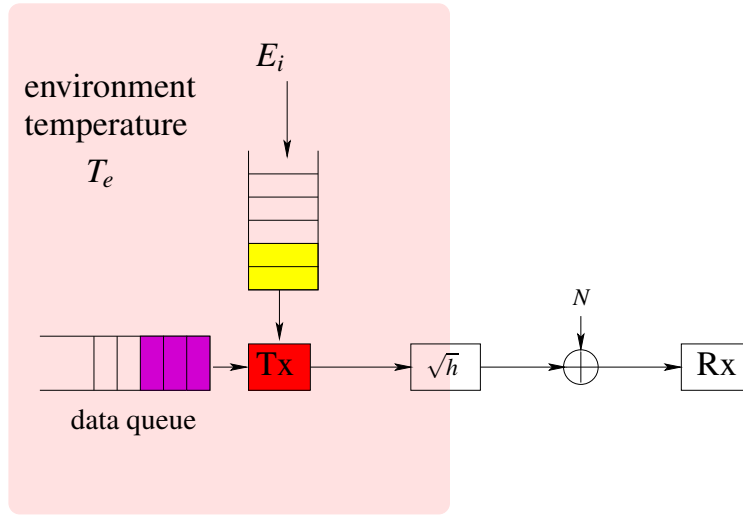 E_i
environment
temperature
T_e
N
Tx
√h
Rx
data queue